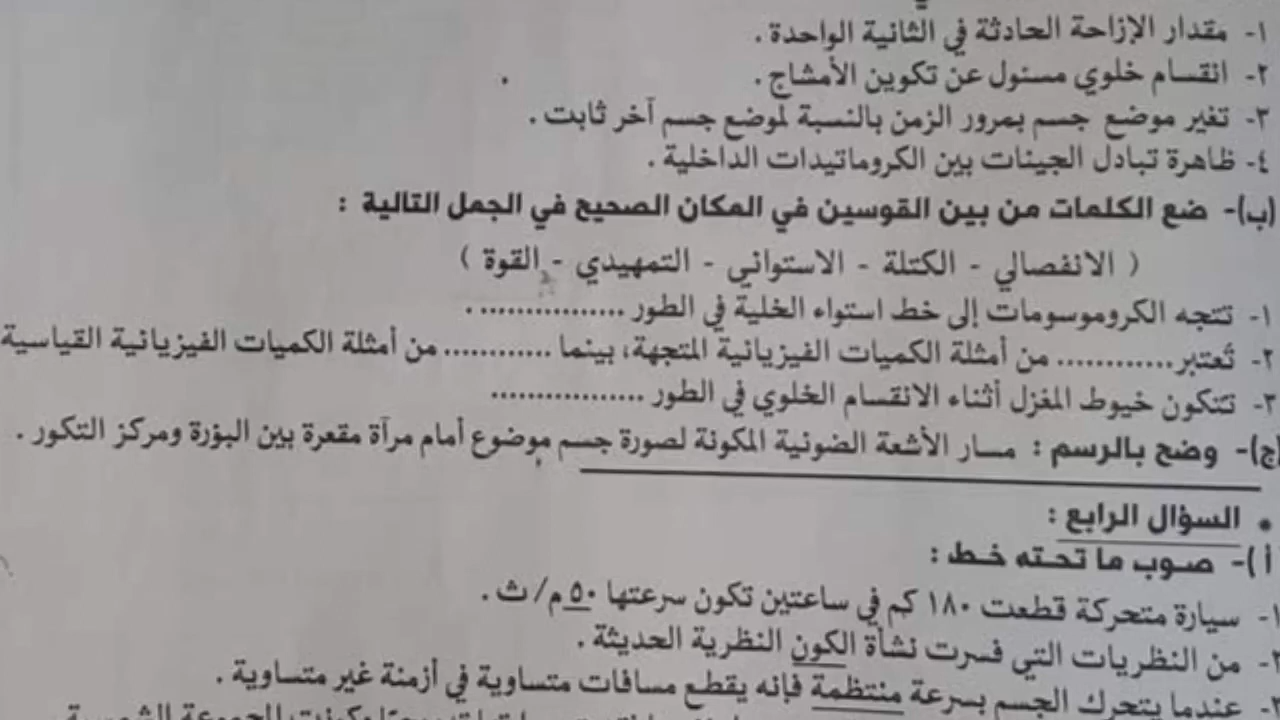 ١- مقدار الإزاحة الحادثة في الثانية الواحدة .
٢- انقسام خلوي مسئول عن تكوين الأمشاج .
٣- تغير موضع جسم بمرور الزمن بالنسبة لموضع جسم آخر ثابت .
٤- ظاهرة تبادل الجينات بين الكروماتيدات الداخلية .
(ب)- ضع الكلمات من بين القوسين في المكان الصحيح في الجمل التالية :
( الانفصالي - الكتلة - الاستوائي - التمهيدي - القوة )
١- تتجه الكروموسومات إلى خط استواء الخلية في الطور ................ .
٢- تُعتبر............ من أمثلة الكميات الفيزيائية المتجهة، بينما ............ من أمثلة الكميات الفيزيائية القياسية
٣- تتكون خيوط المغزل أثناء الانقسام الخلوي في الطور .................
(ج)- وضح بالرسم : مسار الأشعة الضوئية المكونة لصورة جسم موضوع أمام مرآة مقعرة بين البؤرة ومركز التكور .
• السؤال الرابع :
أ )- صوب ما تحته خط :
١- سيارة متحركة قطعت ١٨٠ كم في ساعتين تكون سرعتها ٥٠ م/ ث .
٢- من النظريات التي فسرت نشأة الكون النظرية الحديثة .
٣- عندما يتحرك الجسم بسرعة منتظمة فإنه يقطع مسافات متساوية في أزمنة غير متساوية .
المجموعة الشمسية